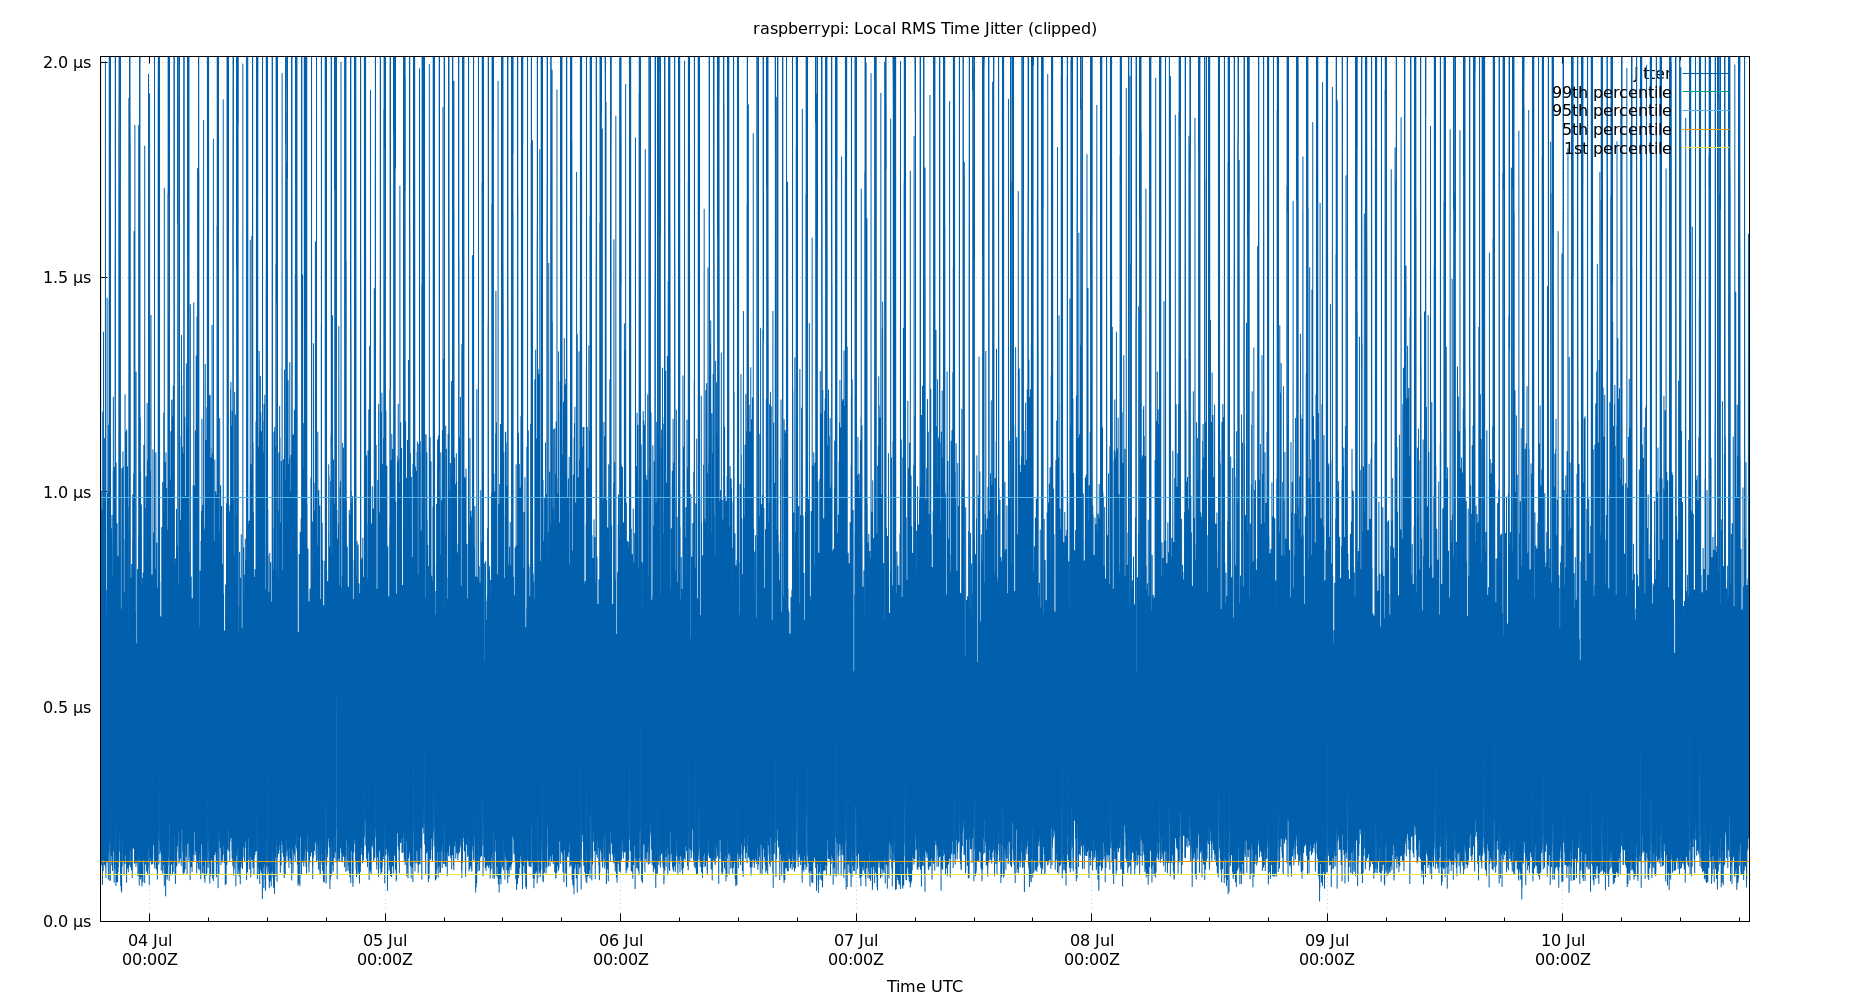 raspberrypi: Local RMS Time Jitter (clipped)
2.0 μs
1.5 μs
1.0 μs
0.5 μs
0.0 μs
Jitter
99th percentile
95th percentile
5th percentile
1st percentile
04 Jul 05 Jul 06 Jul 07 Jul 08 Jul 09 Jul 10 Jul
00:00Z 00:00Z 00:00Z 00:00Z 00:00Z 00:00Z 00:00Z
Time UTC